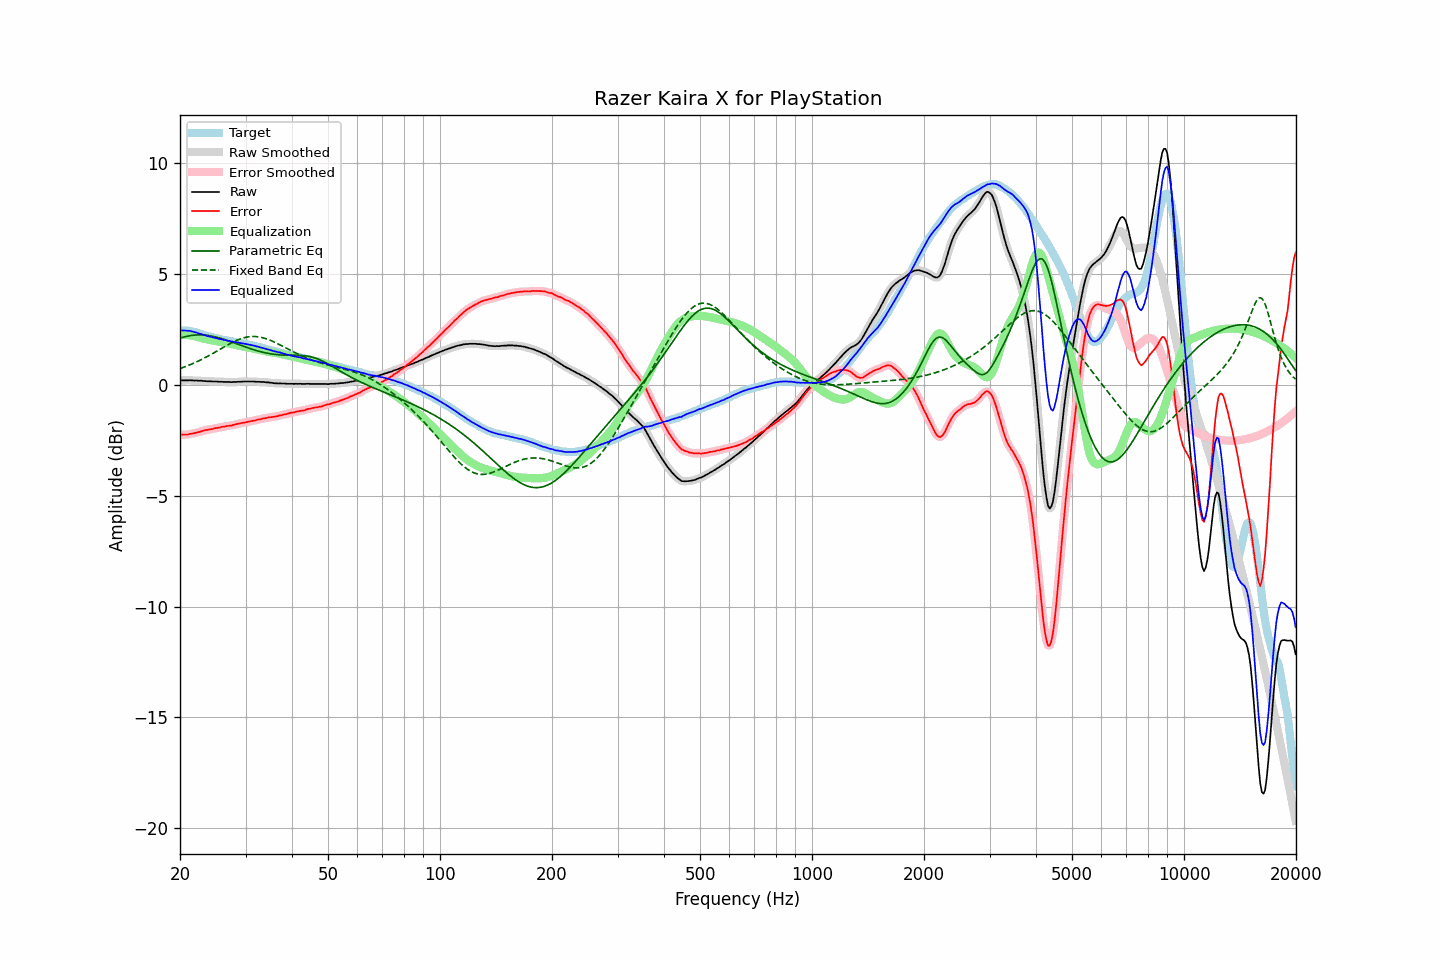 Razer Kaira X for PlayStation
Target
Raw Smoothed
Error Smoothed
Raw
Error
Equalization
Parametric Eq
Fixed Band Eq
Equalized
Amplitude (dBr)
10
5
0
−5
−10
−15
−20
20 50 100 200 500 1000 2000 5000 10000 20000
Frequency (Hz)